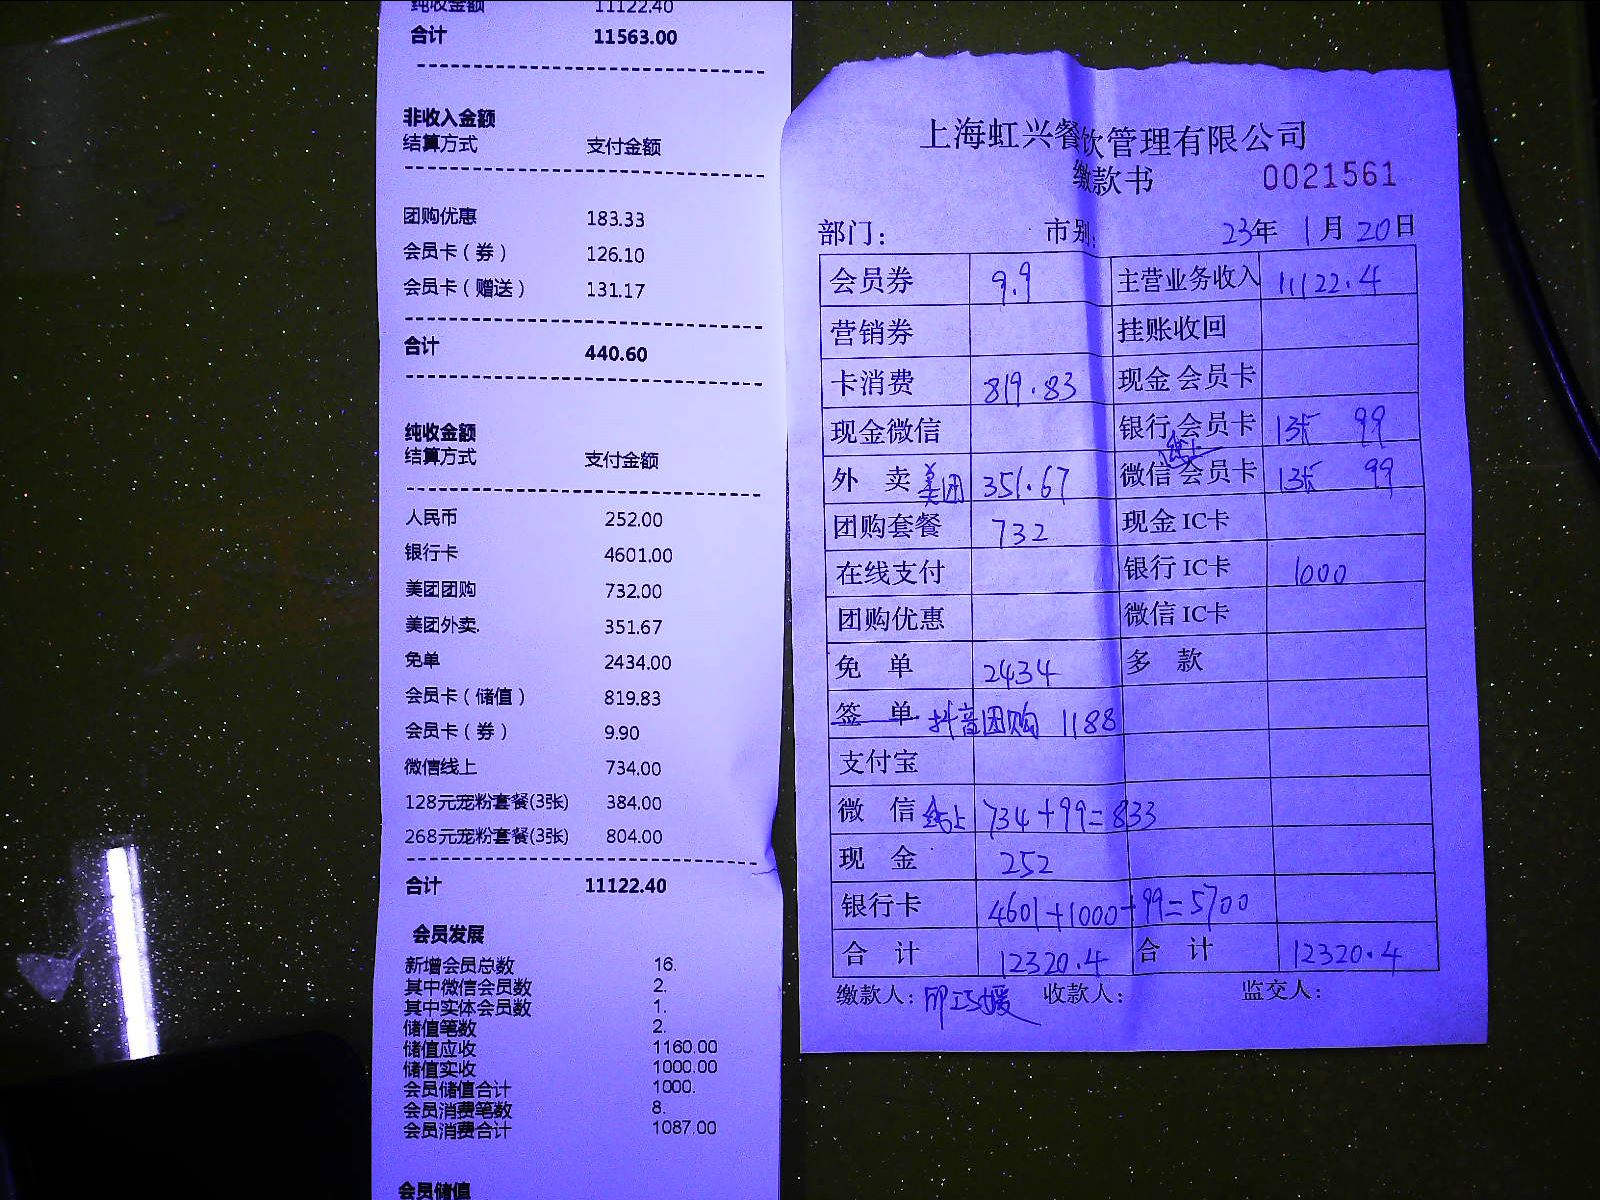 纯收金额 11122.40
合计 11563.00
非收入金额
结算方式 支付金额
团购优惠 183.33
会员卡（券） 126.10
会员卡（赠送） 131.17
合计 440.60
纯收金额
结算方式 支付金额
人民币 252.00
银行卡 4601.00
美团团购 732.00
美团外卖. 351.67
免单 2434.00
会员卡（储值） 819.83
会员卡（券） 9.90
微信线上 734.00
128元宠粉套餐(3张) 384.00
268元宠粉套餐(3张) 804.00
合计 11122.40
会员发展
新增会员总数 16.
其中微信会员数 2.
其中实体会员数 1.
储值笔数 2.
储值应收 1160.00
储值实收 1000.00
会员储值合计 1000.
会员消费笔数 8.
会员消费合计 1087.00
会员储值
上海虹兴餐饮管理有限公司
缴款书 0021561
部门： 市别： 23年 1月 20日
会员券 9.9 主营业务收入 11122.4
营销券 挂账收回
卡消费 819.83 现金会员卡
现金微信 银行会员卡 1张 99
外卖 美团 351.67 微信线上会员卡 1张 99
团购套餐 732 现金IC卡
在线支付 银行IC卡 1000
团购优惠 微信IC卡
免单 2434 多款
签单 抖音团购 1188
支付宝
微信 线上 734+99=833
现金 252
银行卡 4601+1000+99=5700
合计 12320.4 合计 12320.4
缴款人： 收款人： 监交人：